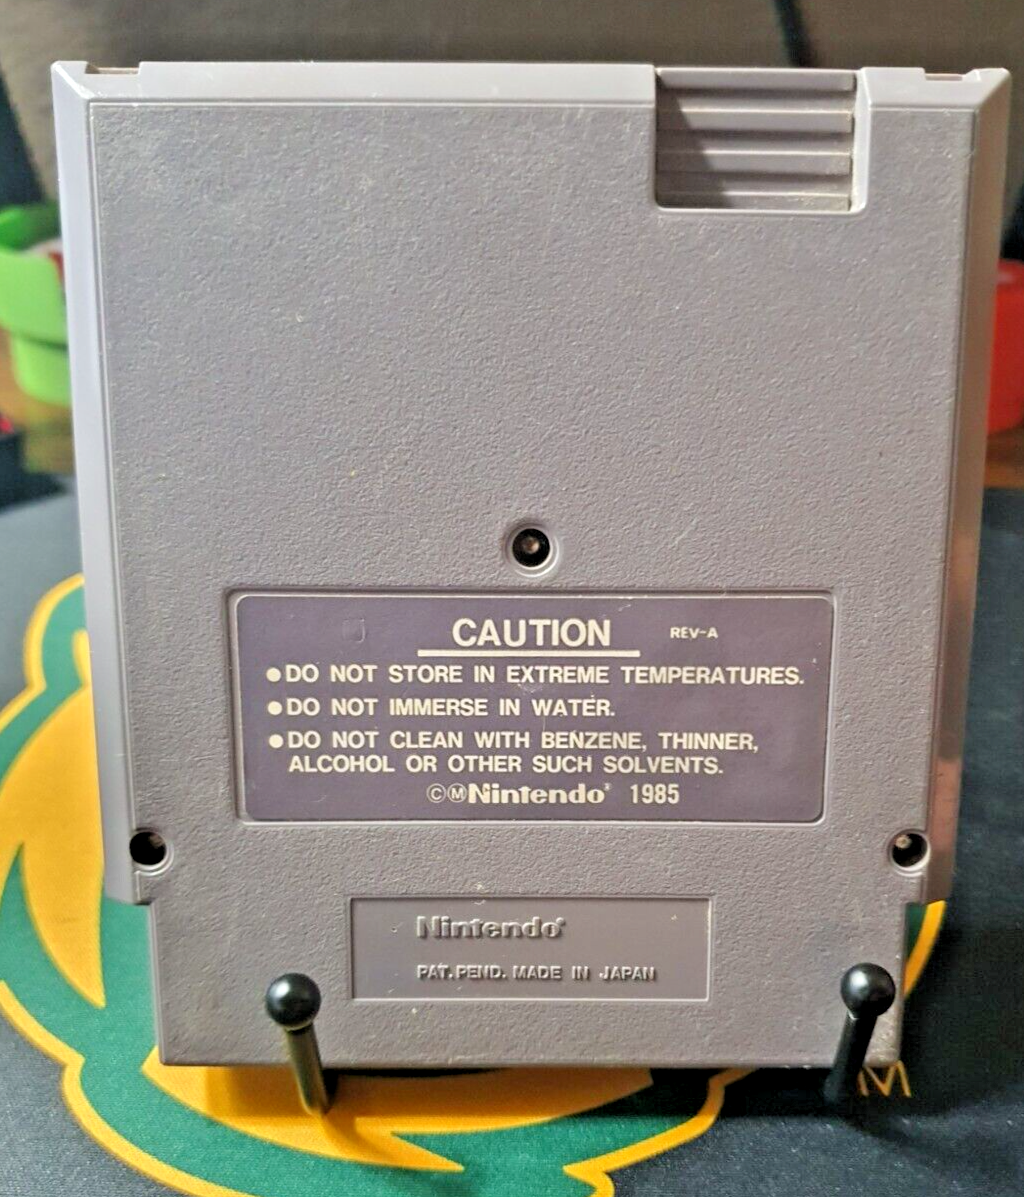 CAUTION REV-A
●DO NOT STORE IN EXTREME TEMPERATURES.
●DO NOT IMMERSE IN WATER.
●DO NOT CLEAN WITH BENZENE, THINNER,
ALCOHOL OR OTHER SUCH SOLVENTS.
ⒸⓂNintendo® 1985
Nintendo®
PAT. PEND. MADE IN JAPAN
M